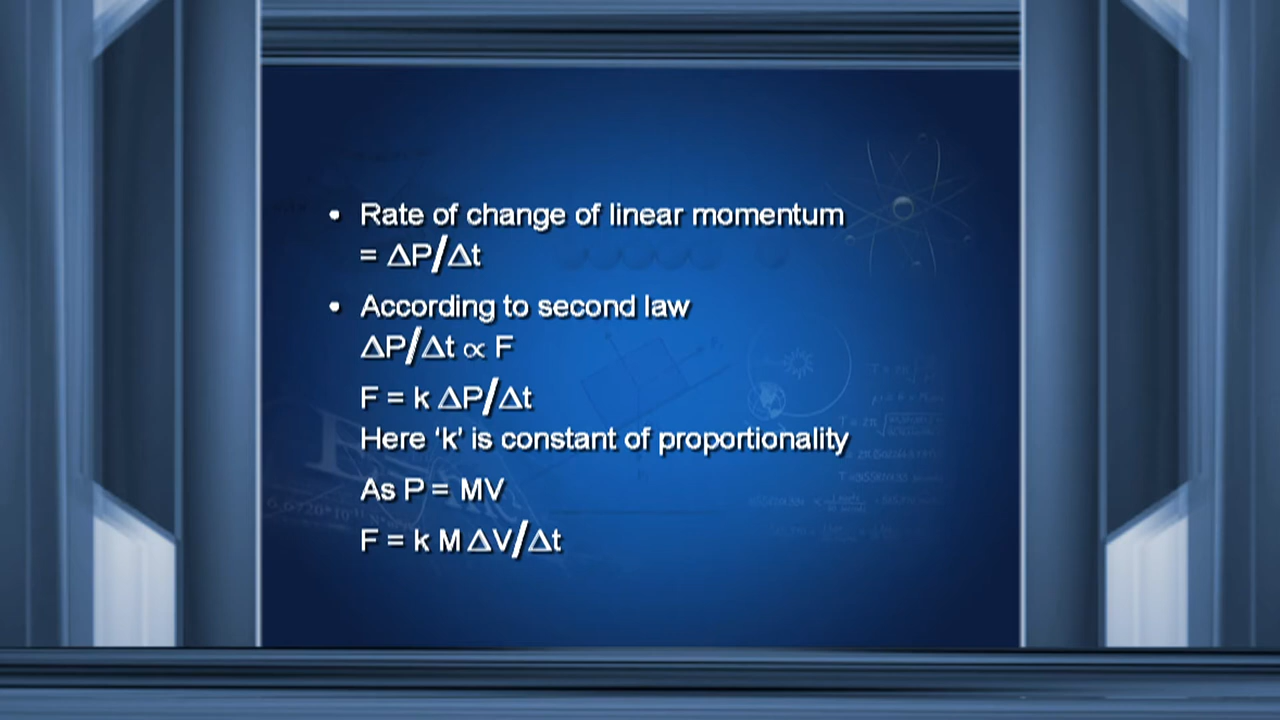 • Rate of change of linear momentum
= ΔP/Δt
• According to second law
ΔP/Δt ∝ F
F = k ΔP/Δt
Here ‘k’ is constant of proportionality
As P = MV
F = k M ΔV/Δt